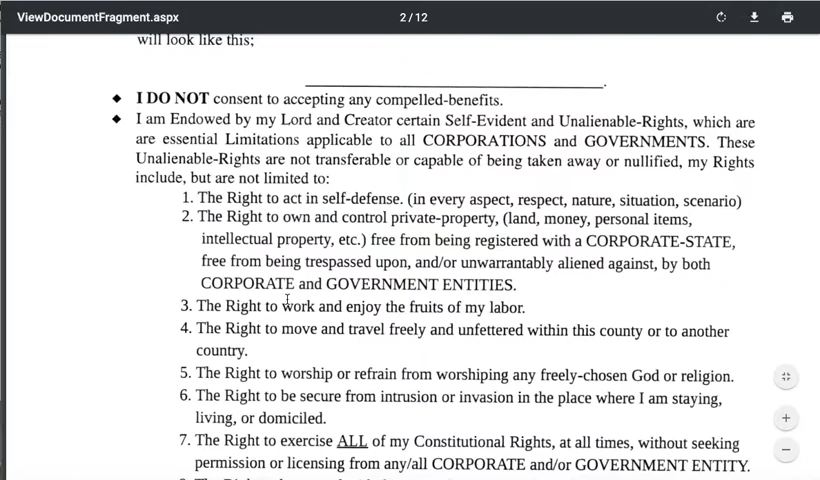 ViewDocumentFragment.aspx
2 / 12
will look like this;
◆ I DO NOT consent to accepting any compelled-benefits.
◆ I am Endowed by my Lord and Creator certain Self-Evident and Unalienable-Rights, which are
are essential Limitations applicable to all CORPORATIONS and GOVERNMENTS. These
Unalienable-Rights are not transferable or capable of being taken away or nullified, my Rights
include, but are not limited to:
1. The Right to act in self-defense. (in every aspect, respect, nature, situation, scenario)
2. The Right to own and control private-property, (land, money, personal items,
intellectual property, etc.) free from being registered with a CORPORATE-STATE,
free from being trespassed upon, and/or unwarrantably aliened against, by both
CORPORATE and GOVERNMENT ENTITIES.
3. The Right to work and enjoy the fruits of my labor.
4. The Right to move and travel freely and unfettered within this county or to another
country.
5. The Right to worship or refrain from worshiping any freely-chosen God or religion.
6. The Right to be secure from intrusion or invasion in the place where I am staying,
living, or domiciled.
7. The Right to exercise ALL of my Constitutional Rights, at all times, without seeking
permission or licensing from any/all CORPORATE and/or GOVERNMENT ENTITY.